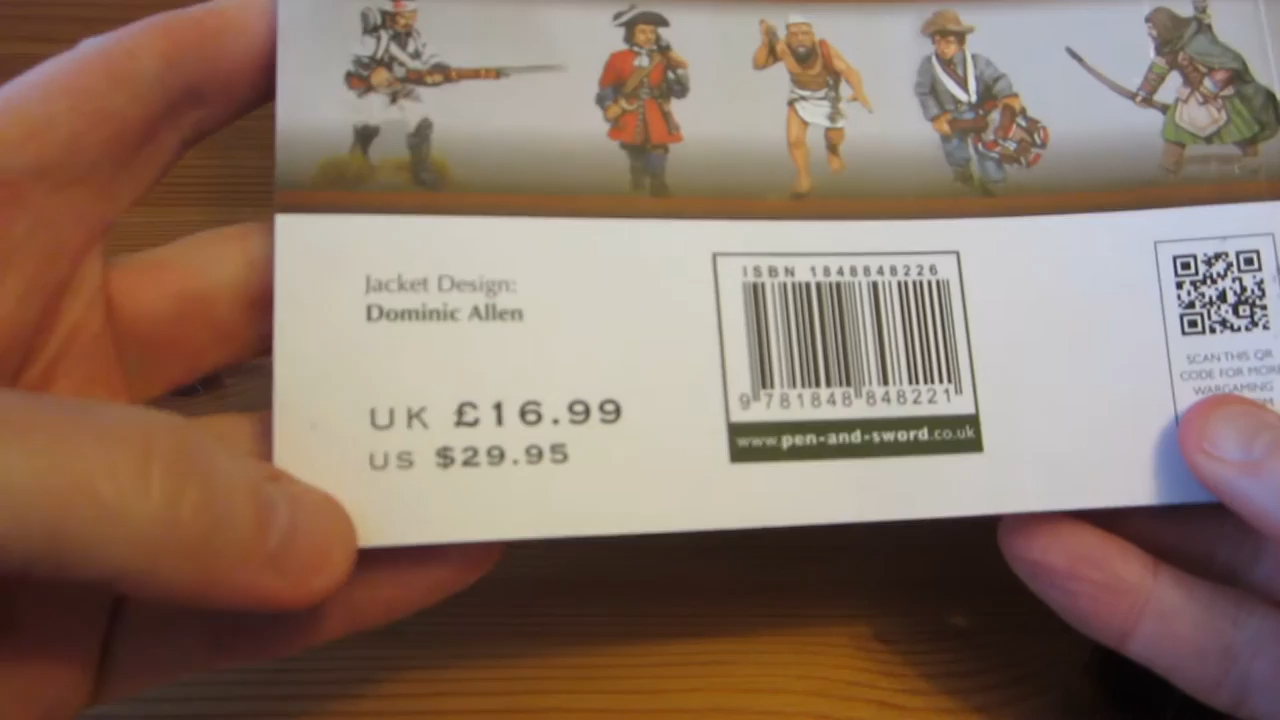 Jacket Design:
Dominic Allen
UK £16.99
US $29.95
ISBN 1848848226
9 781848 848221
www.pen-and-sword.co.uk
SCAN THIS QR
CODE FOR MORE
WARGAMING